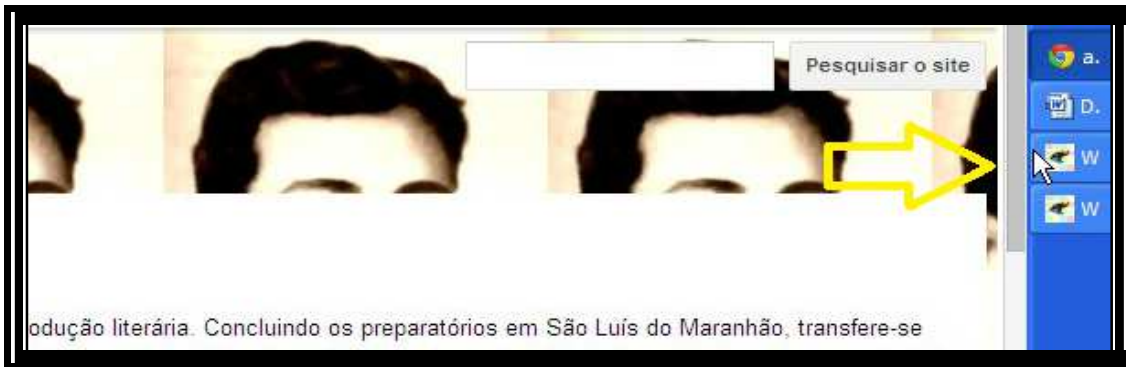 Pesquisar o site
a.
D.
W
W
odução literária. Concluindo os preparatórios em São Luís do Maranhão, transfere-se